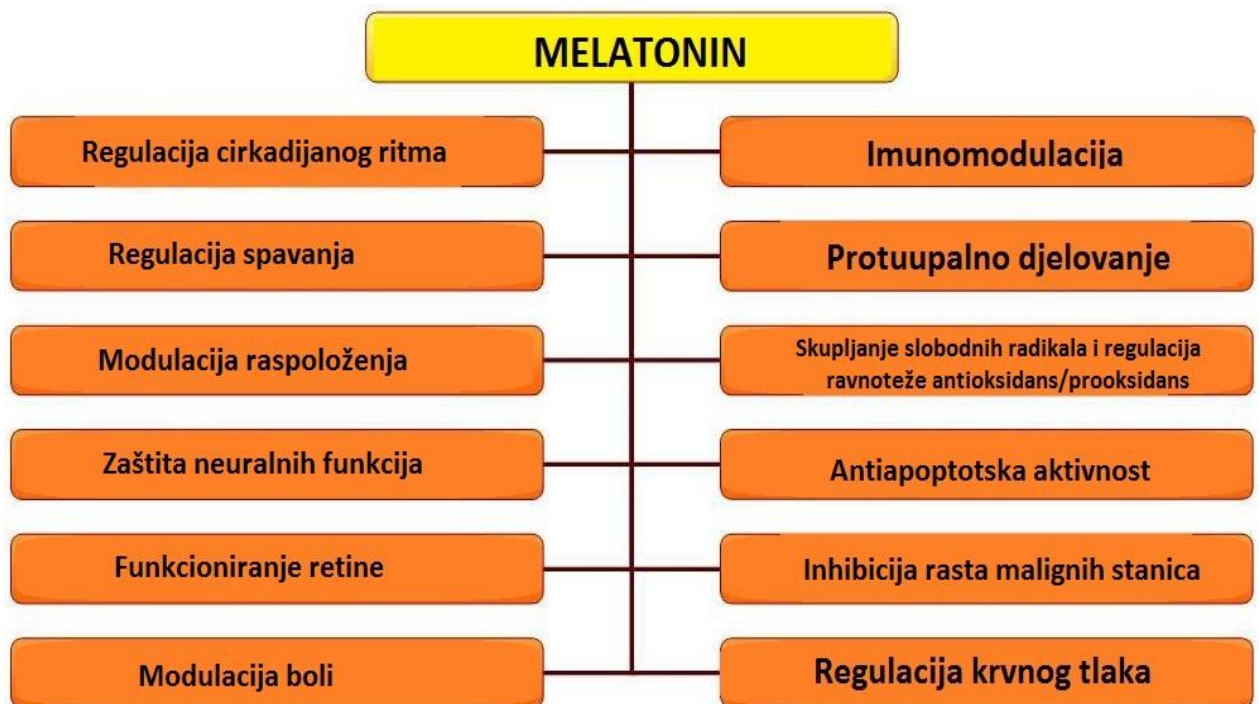 MELATONIN
Regulacija cirkadijanog ritma
Imunomodulacija
Regulacija spavanja
Protuupalno djelovanje
Modulacija raspoloženja
Skupljanje slobodnih radikala i regulacija
ravnoteže antioksidans/prooksidans
Zaštita neuralnih funkcija
Antiapoptotska aktivnost
Funkcioniranje retine
Inhibicija rasta malignih stanica
Modulacija boli
Regulacija krvnog tlaka